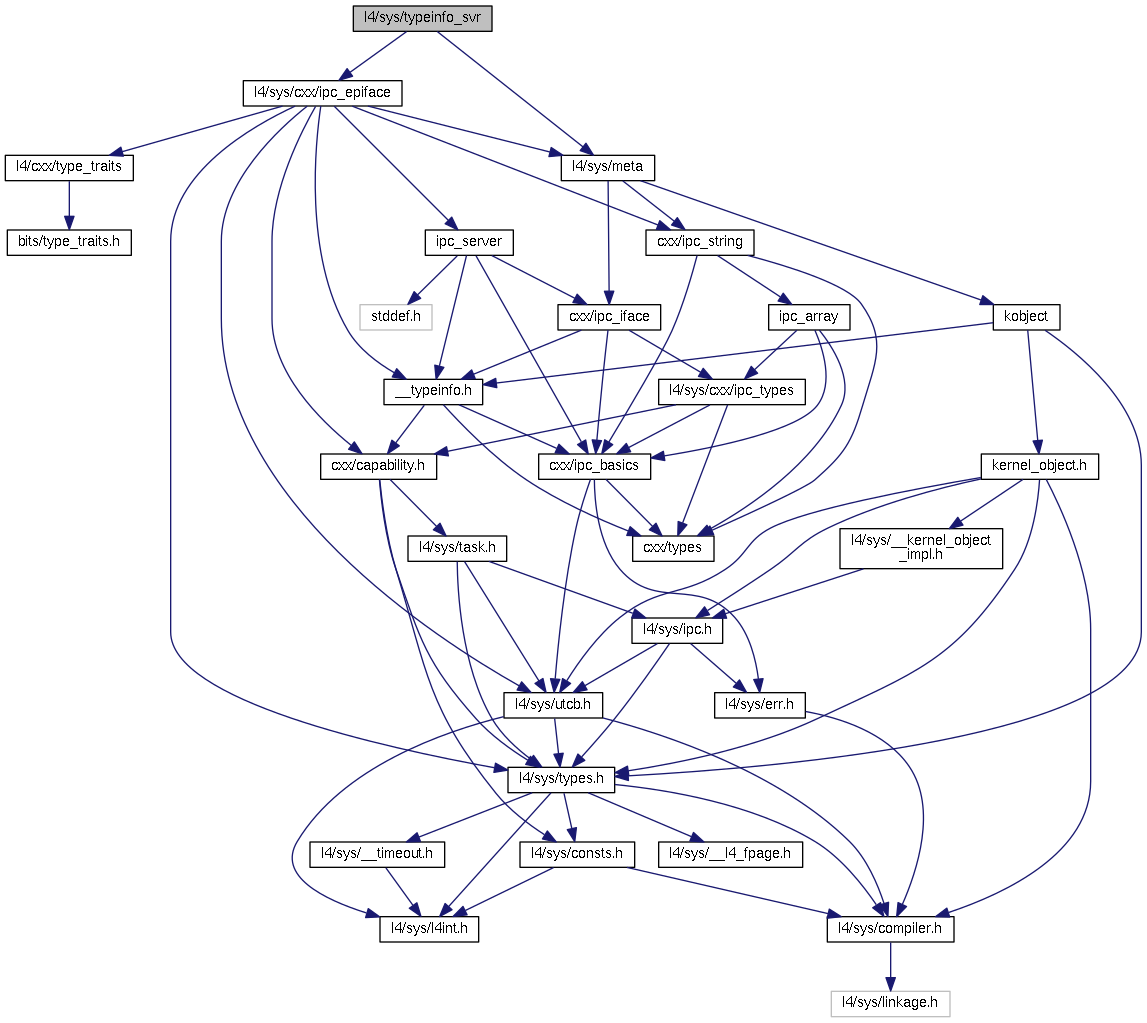 l4/sys/typeinfo_svr
l4/sys/cxx/ipc_epiface
l4/cxx/type_traits
l4/sys/meta
bits/type_traits.h
ipc_server
cxx/ipc_string
stddef.h
cxx/ipc_iface
ipc_array
kobject
__typeinfo.h
l4/sys/cxx/ipc_types
cxx/capability.h
cxx/ipc_basics
kernel_object.h
l4/sys/task.h
cxx/types
l4/sys/__kernel_object
_impl.h
l4/sys/ipc.h
l4/sys/utcb.h
l4/sys/err.h
l4/sys/types.h
l4/sys/__timeout.h
l4/sys/consts.h
l4/sys/__l4_fpage.h
l4/sys/l4int.h
l4/sys/compiler.h
l4/sys/linkage.h